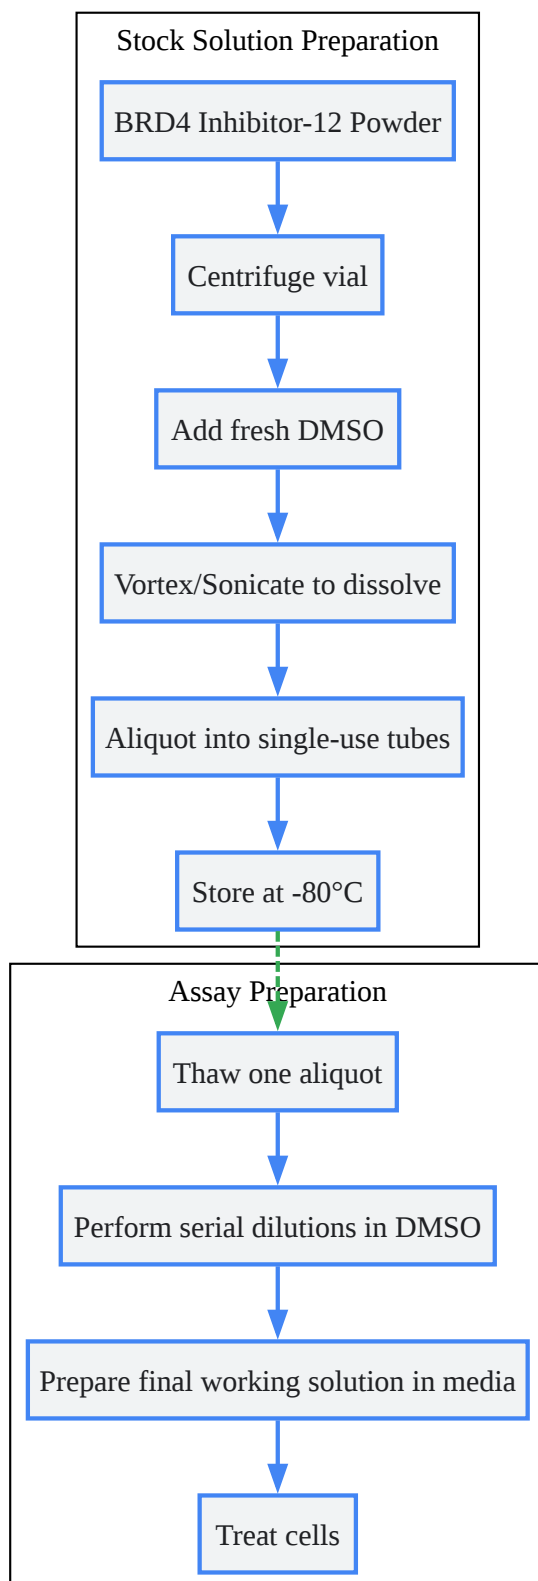 Stock Solution Preparation
BRD4 Inhibitor-12 Powder
Centrifuge vial
Add fresh DMSO
Vortex/Sonicate to dissolve
Aliquot into single-use tubes
Store at -80°C
Assay Preparation
Thaw one aliquot
Perform serial dilutions in DMSO
Prepare final working solution in media
Treat cells